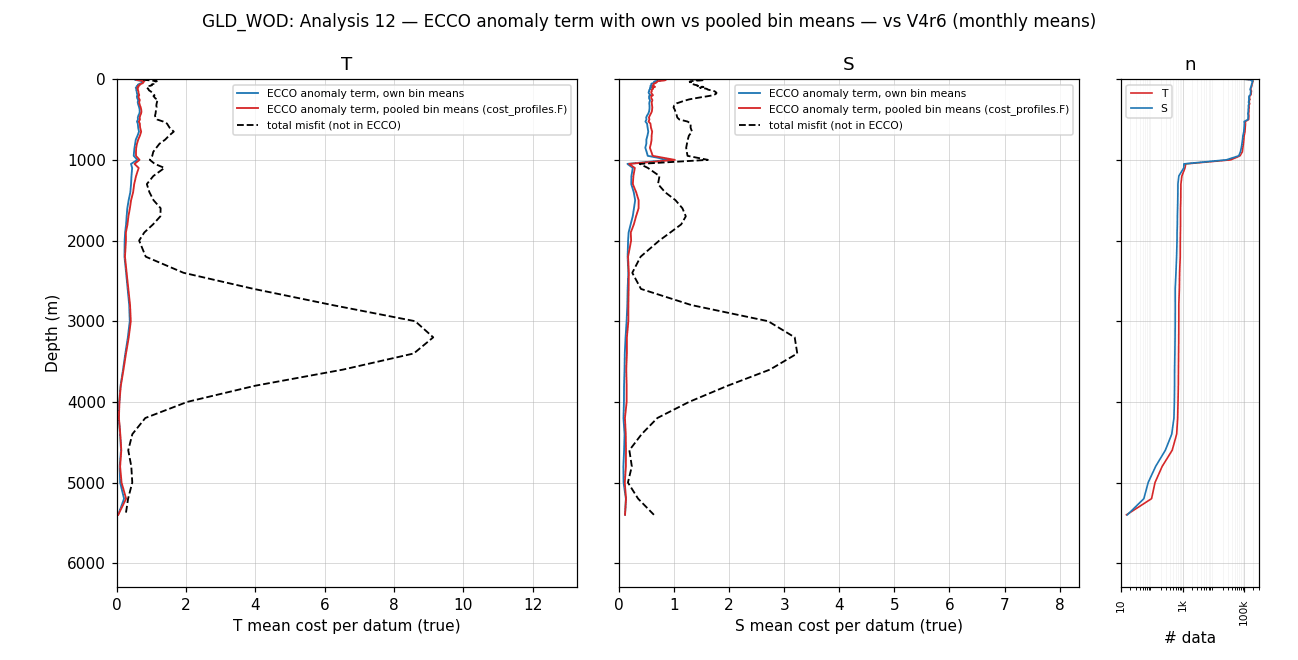 GLD_WOD: Analysis 12 — ECCO anomaly term with own vs pooled bin means — vs V4r6 (monthly means)
T
S
n
ECCO anomaly term, own bin means
ECCO anomaly term, pooled bin means (cost_profiles.F)
total misfit (not in ECCO)
ECCO anomaly term, own bin means
ECCO anomaly term, pooled bin means (cost_profiles.F)
total misfit (not in ECCO)
T
S
0
1000
2000
3000
4000
5000
6000
Depth (m)
0 2 4 6 8 10 12
0 1 2 3 4 5 6 7 8
10 1k 100k
T mean cost per datum (true)
S mean cost per datum (true)
# data